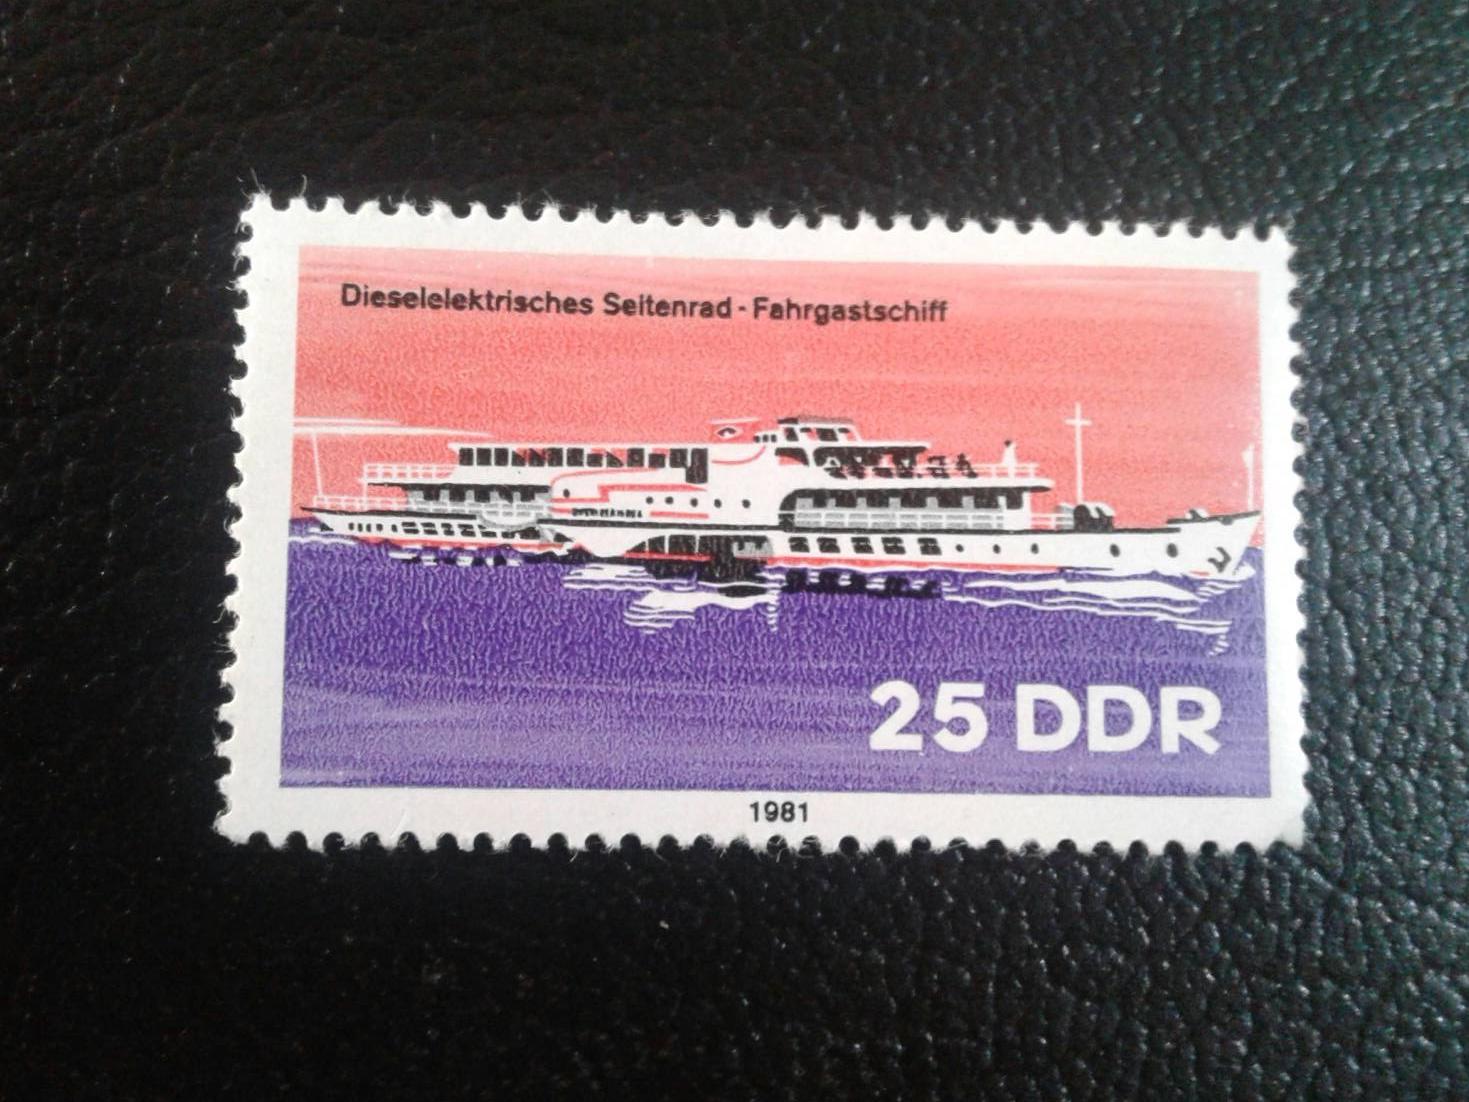 Dieselelektrisches Seitenrad-Fahrgastschiff
25 DDR
1981